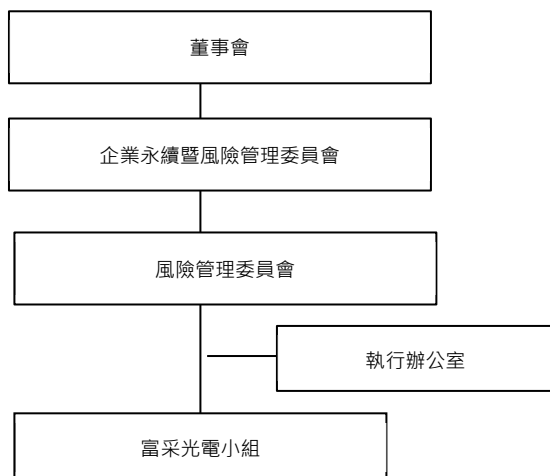 董事會
企業永續暨風險管理委員會
風險管理委員會
執行辦公室
富采光電小組